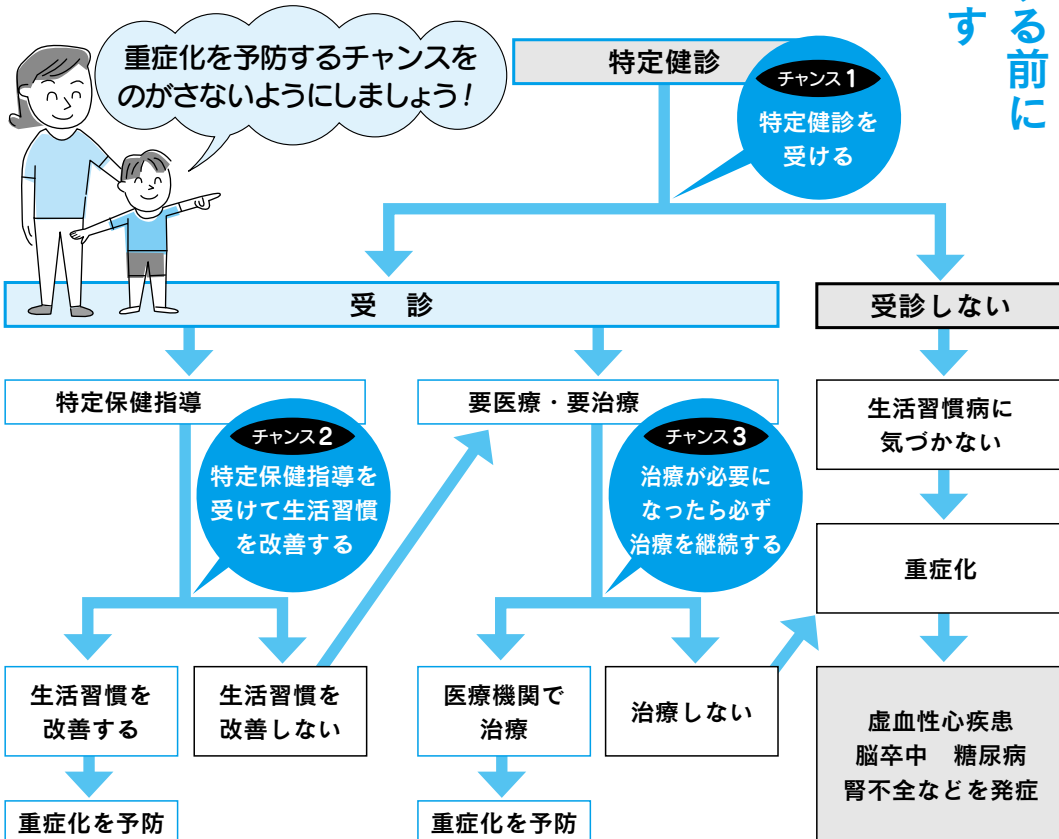 る前に
す
重症化を予防するチャンスを
のがさないようにしましょう!
特定健診
チャンス1
特定健診を
受ける
受 診
受診しない
特定保健指導
チャンス2
特定保健指導を
受けて生活習慣
を改善する
要医療・要治療
チャンス3
治療が必要に
なったら必ず
治療を継続する
生活習慣病に
気づかない
重症化
生活習慣を
改善する
生活習慣を
改善しない
医療機関で
治療
治療しない
虚血性心疾患
脳卒中 糖尿病
腎不全などを発症
重症化を予防
重症化を予防